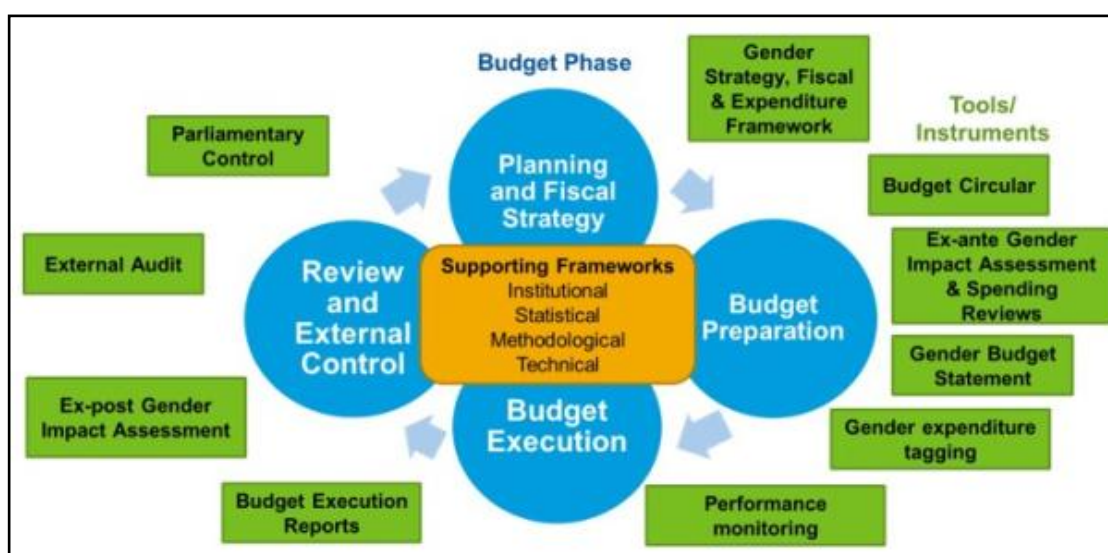 Budget Phase
Gender
Strategy, Fiscal
& Expenditure
Framework
Tools/
Instruments
Parliamentary
Control
Planning
and Fiscal
Strategy
Budget Circular
External Audit
Review
and
External
Control
Supporting Frameworks
Institutional
Statistical
Methodological
Technical
Budget
Preparation
Ex-ante Gender
Impact Assessment
& Spending
Reviews
Gender Budget
Statement
Ex-post Gender
Impact Assessment
Budget
Execution
Gender expenditure
tagging
Budget Execution
Reports
Performance
monitoring